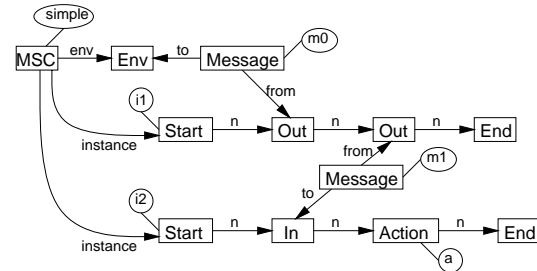 simple
MSC env Env to Message m0
from
i1
Start n Out n Out n End
instance
from
m1
to Message
i2
Start n In n Action n End
instance
a